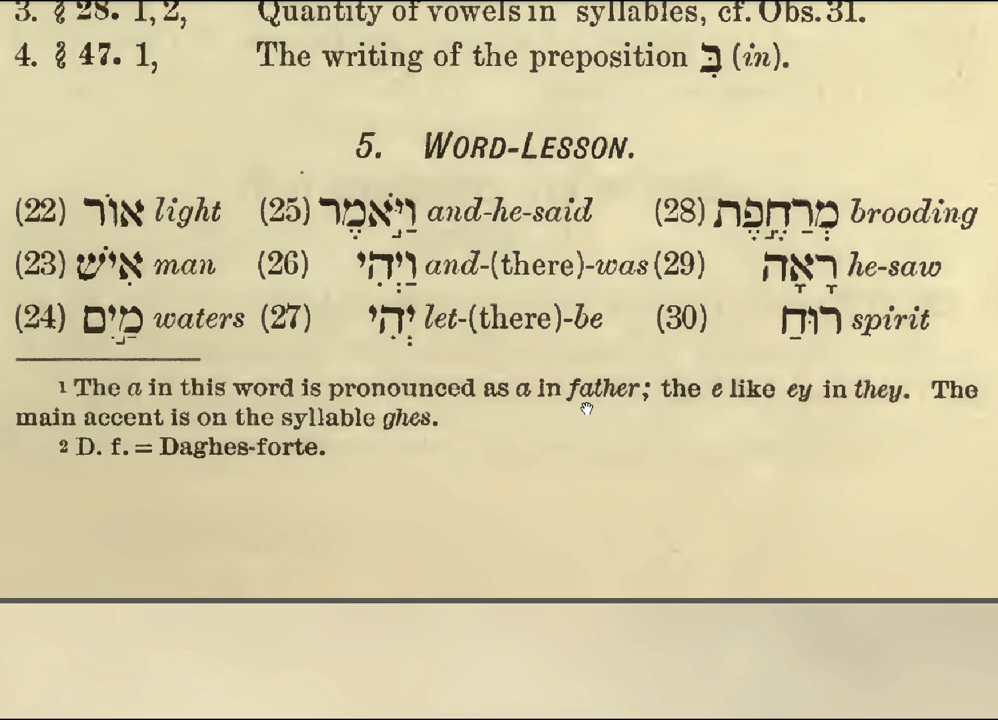 3. § 28. 1, 2, Quantity of vowels in syllables, cf. Obs. 31.
4. § 47. 1, The writing of the preposition בְּ (in).
5. WORD-LESSON.
(22) אוֹר light (25) וַיֹּאמֶר and-he-said (28) מְרַחֶפֶת brooding
(23) אִישׁ man (26) וַיְהִי and-(there)-was (29) רָאָה he-saw
(24) מַיִם waters (27) יְהִי let-(there)-be (30) רוּחַ spirit
1 The a in this word is pronounced as a in father; the e like ey in they. The
main accent is on the syllable ghes.
2 D. f. = Daghes-forte.